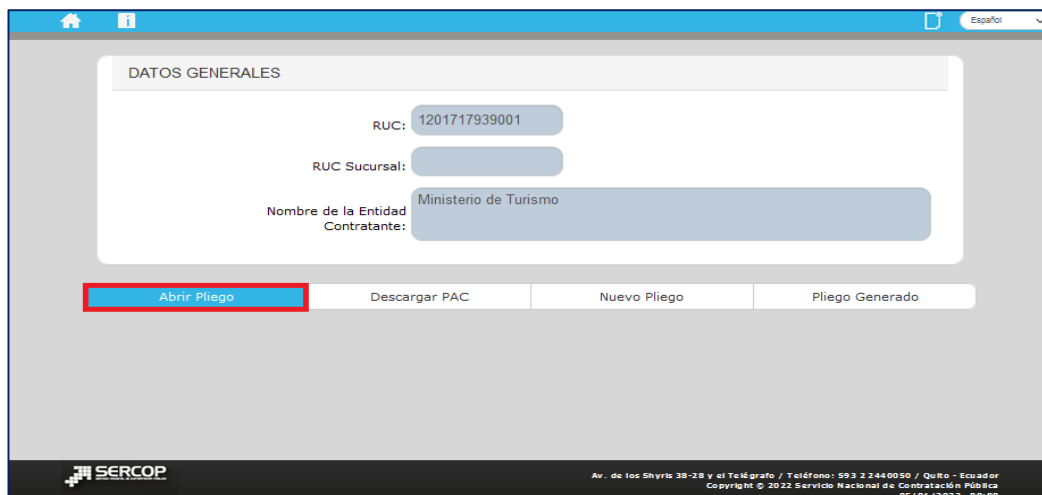 Español
DATOS GENERALES
RUC: 1201717939001
RUC Sucursal:
Nombre de la Entidad Contratante:
Ministerio de Turismo
Abrir Pliego
Descargar PAC
Nuevo Pliego
Pliego Generado
SERCOP
Av. de los Shyris 38-28 y el Telégrafo / Teléfono: 593 2 2440050 / Quito - Ecuador
Copyright © 2022 Servicio Nacional de Contratación Pública